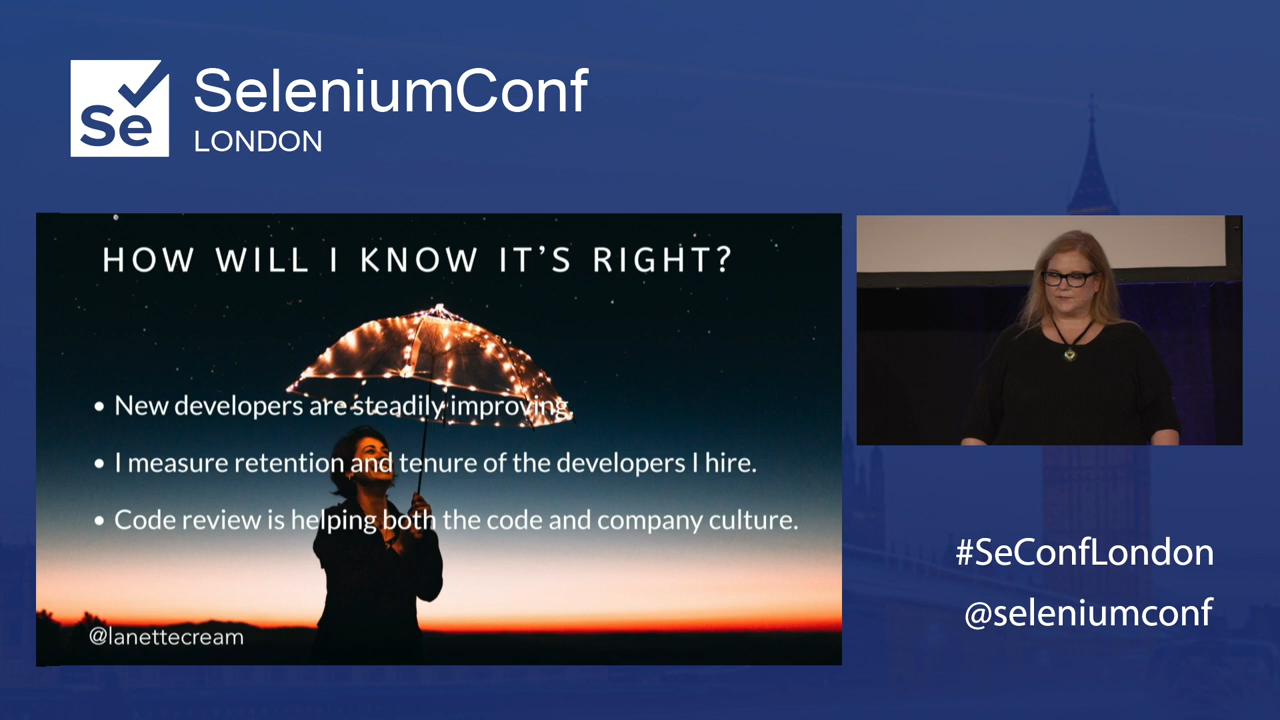 Se
SeleniumConf
LONDON
HOW WILL I KNOW IT'S RIGHT?
• New developers are steadily improving.
• I measure retention and tenure of the developers I hire.
• Code review is helping both the code and company culture.
@lanettecream
#SeConfLondon
@seleniumconf